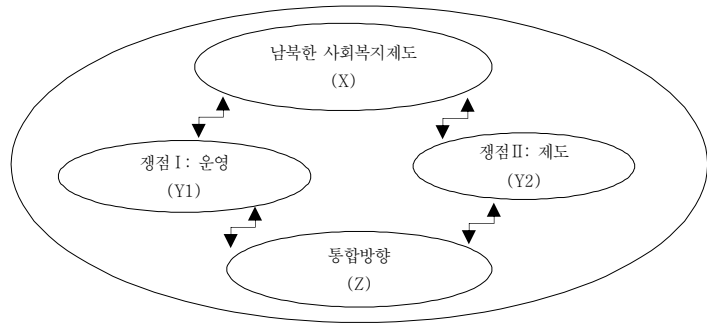 남북한 사회복지제도
(X)
쟁점Ⅰ: 운영
(Y1)
쟁점Ⅱ: 제도
(Y2)
통합방향
(Z)